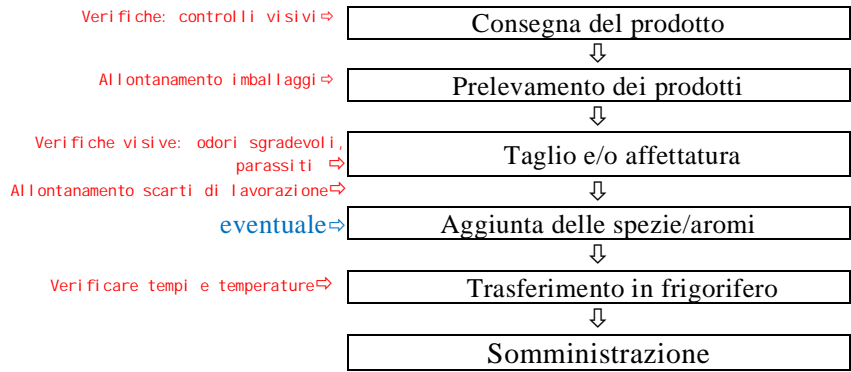 Verifiche: controlli visivi⇨ Consegna del prodotto
⇩
Allontanamento imballaggi⇨ Prelevamento dei prodotti
⇩
Verifiche visive: odori sgradevoli,
parassiti ⇨ Taglio e/o affettatura
Allontanamento scarti di lavorazione⇨ ⇩
eventuale⇨ Aggiunta delle spezie/aromi
⇩
Verificare tempi e temperature⇨ Trasferimento in frigorifero
⇩
Somministrazione